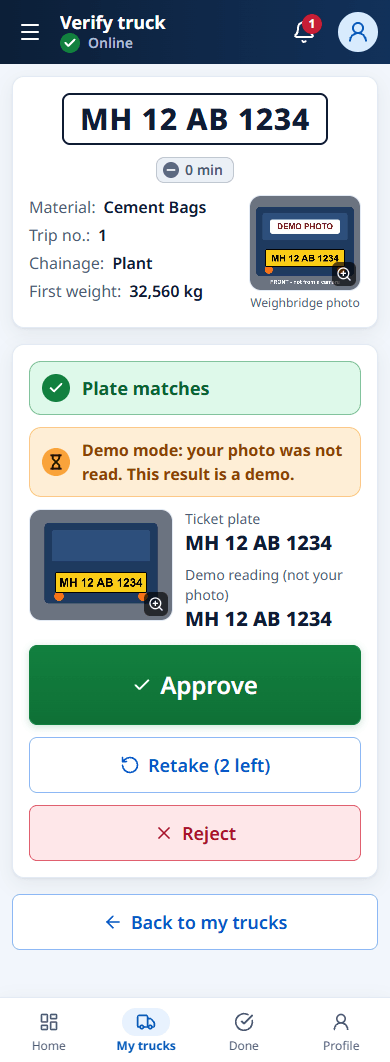 Verify truck
Online
1
MH 12 AB 1234
0 min
Material: Cement Bags
Trip no.: 1
Chainage: Plant
First weight: 32,560 kg
DEMO PHOTO
MH 12 AB 1234
Weighbridge photo
Plate matches
Demo mode: your photo was not
read. This result is a demo.
MH 12 AB 1234
Ticket plate
MH 12 AB 1234
Demo reading (not your
photo)
MH 12 AB 1234
Approve
Retake (2 left)
Reject
Back to my trucks
Home
My trucks
Done
Profile